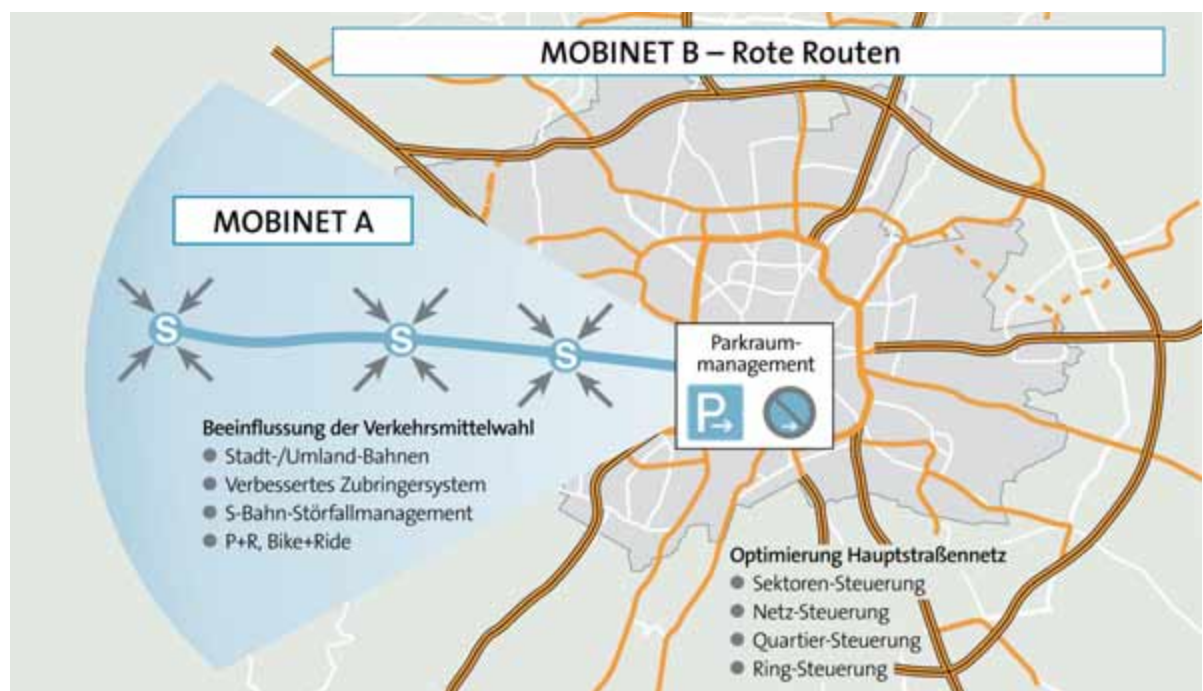 MOBINET B – Rote Routen
MOBINET A
S
S
S
Parkraum-
management
P
Beeinflussung der Verkehrsmittelwahl
Stadt-/Umland-Bahnen
Verbessertes Zubringersystem
S-Bahn-Störfallmanagement
P+R, Bike+Ride
Optimierung Hauptstraßennetz
Sektoren-Steuerung
Netz-Steuerung
Quartier-Steuerung
Ring-Steuerung